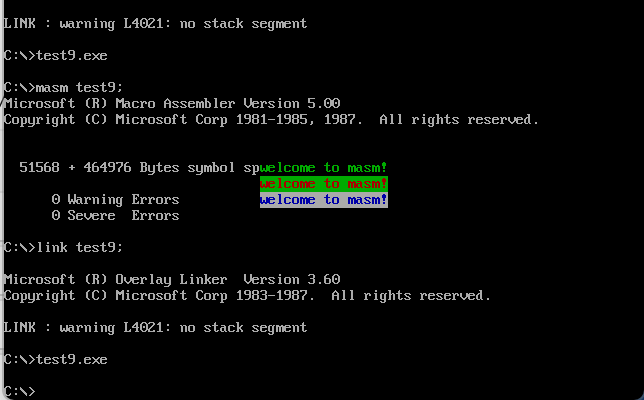 LINK : warning L4021: no stack segment
C:\>test9.exe
C:\>masm test9;
Microsoft (R) Macro Assembler Version 5.00
Copyright (C) Microsoft Corp 1981-1985, 1987.  All rights reserved.
51568 + 464976 Bytes symbol spwelcome to masm!
welcome to masm!
0 Warning Errors welcome to masm!
0 Severe  Errors
C:\>link test9;
Microsoft (R) Overlay Linker  Version 3.60
Copyright (C) Microsoft Corp 1983-1987.  All rights reserved.
LINK : warning L4021: no stack segment
C:\>test9.exe
C:\>